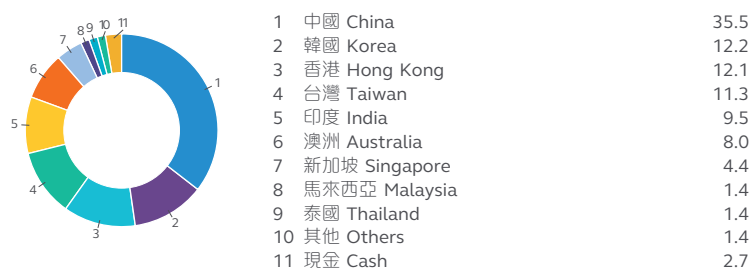 1 中國 China 35.5
2 韓國 Korea 12.2
3 香港 Hong Kong 12.1
4 台灣 Taiwan 11.3
5 印度 India 9.5
6 澳洲 Australia 8.0
7 新加坡 Singapore 4.4
8 馬來西亞 Malaysia 1.4
9 泰國 Thailand 1.4
10 其他 Others 1.4
11 現金 Cash 2.7
1
2
3
4
5
6
7
8
9
10
11